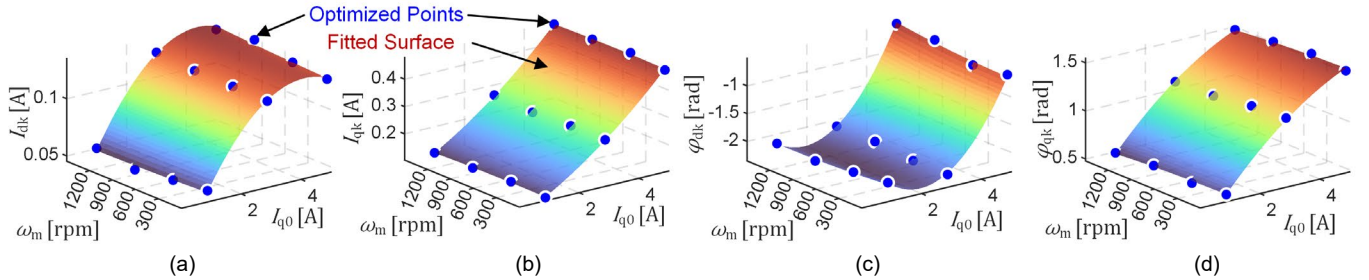 Optimized Points
Fitted Surface
I_dk [A]
0.1
0.05
1200
900
600
300
ω_m [rpm]
2
4
I_q0 [A]
(a)
I_qk [A]
0.4
0.3
0.2
1200
900
600
300
ω_m [rpm]
2
4
I_q0 [A]
(b)
φ_dk [rad]
-1
-1.5
-2
1200
900
600
300
ω_m [rpm]
2
4
I_q0 [A]
(c)
φ_qk [rad]
1.5
1
0.5
1200
900
600
300
ω_m [rpm]
2
4
I_q0 [A]
(d)